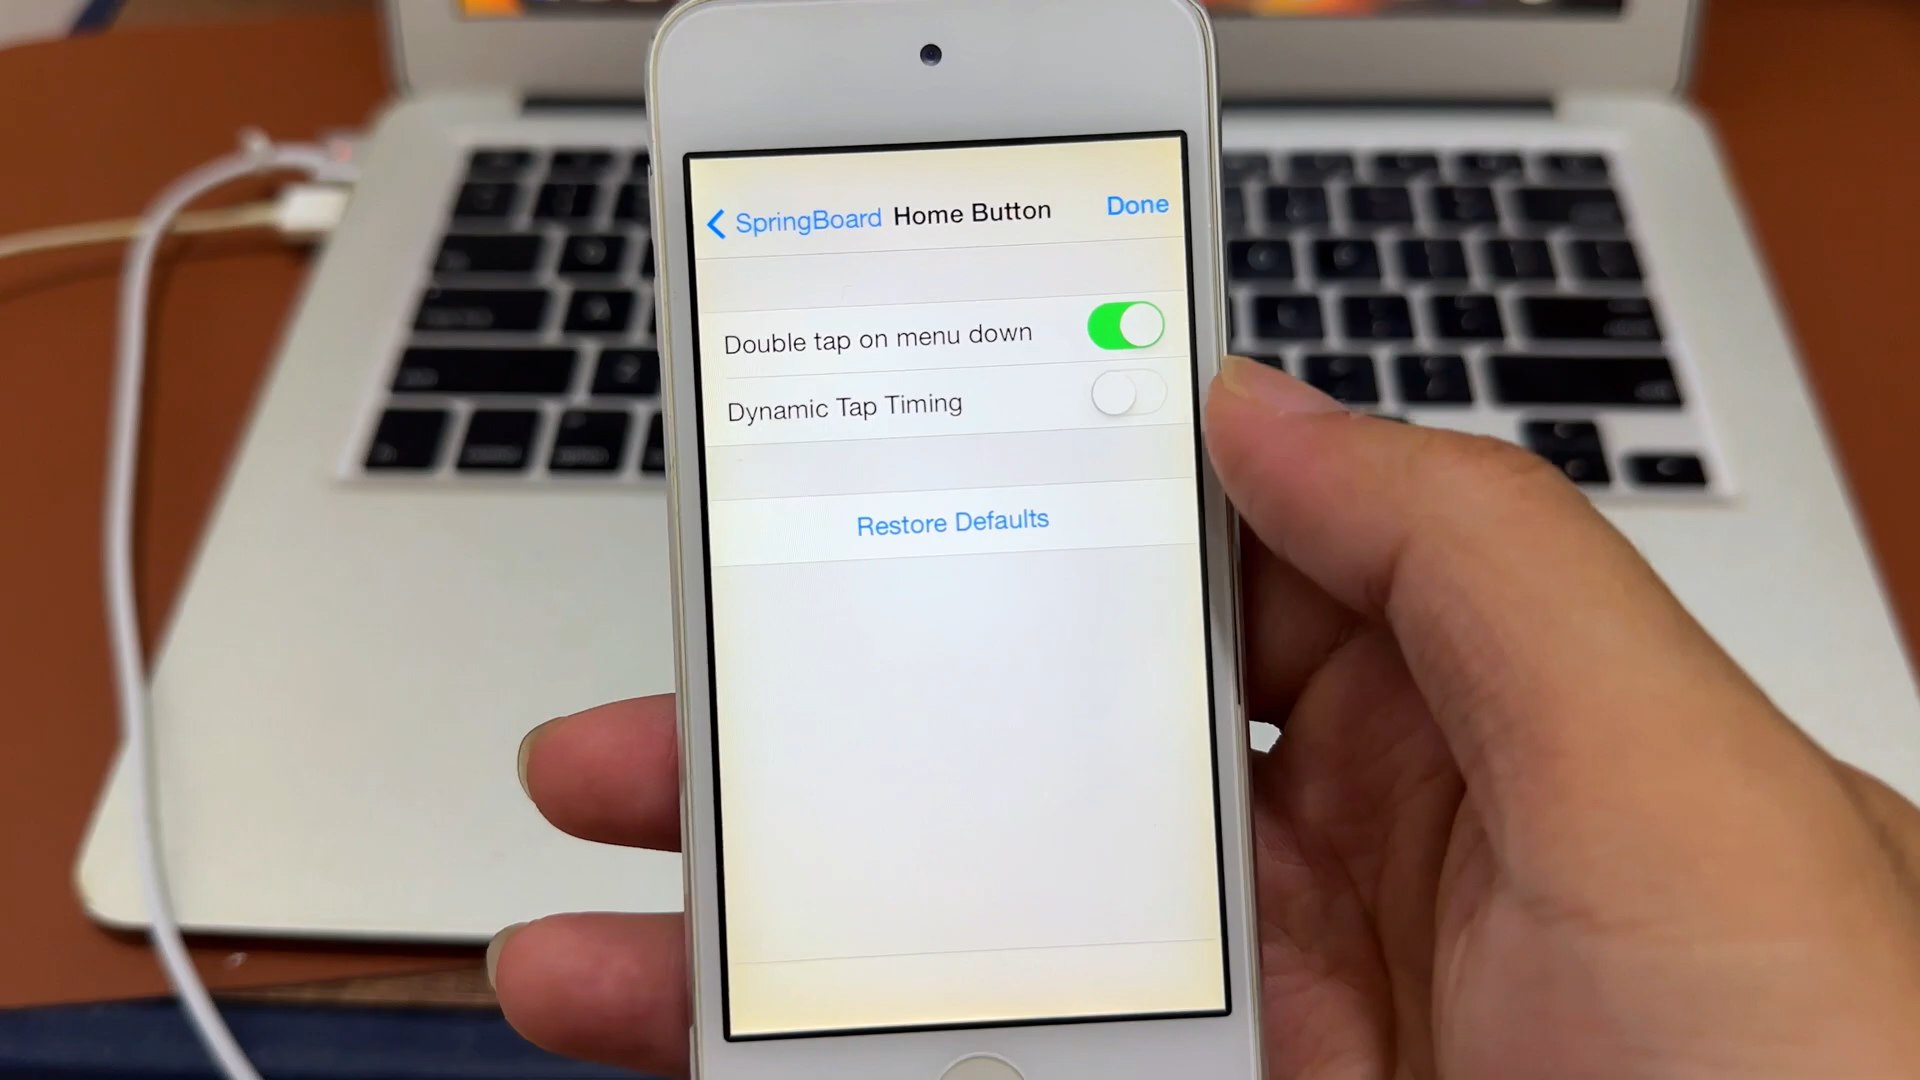 SpringBoard Home Button Done
Double tap on menu down
Dynamic Tap Timing
Restore Defaults